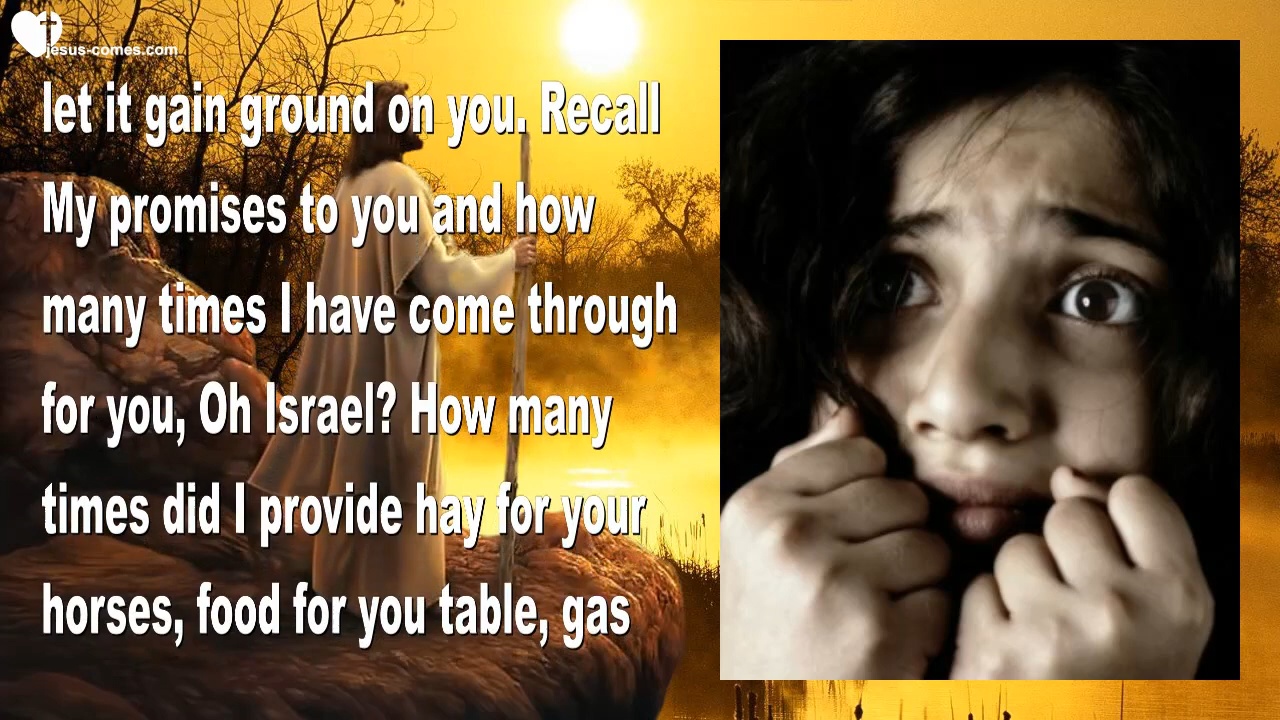 jesus-comes.com
let it gain ground on you. Recall
My promises to you and how
many times I have come through
for you, Oh Israel? How many
times did I provide hay for your
horses, food for you table, gas